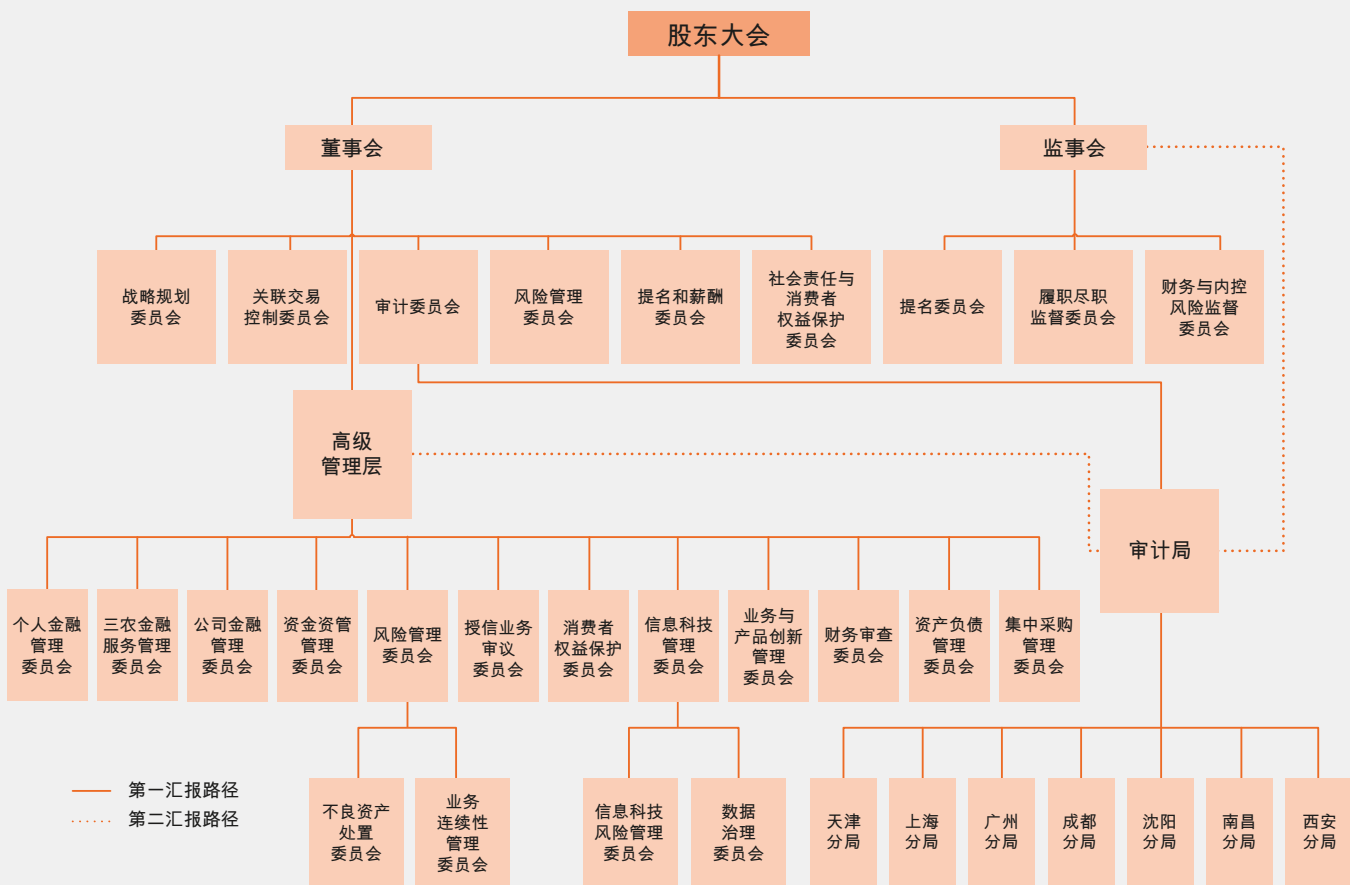 股东大会
董事会
监事会
战略规划
委员会
关联交易
控制委员会
审计委员会
风险管理
委员会
提名和薪酬
委员会
社会责任与
消费者
权益保护
委员会
提名委员会
履职尽职
监督委员会
财务与内控
风险监督
委员会
高级
管理层
审计局
个人金融
管理
委员会
三农金融
服务管理
委员会
公司金融
管理
委员会
资金资管
管理
委员会
风险管理
委员会
授信业务
审议
委员会
消费者
权益保护
委员会
信息科技
管理
委员会
业务与
产品创新
管理
委员会
财务审查
委员会
资产负债
管理
委员会
集中采购
管理
委员会
第一汇报路径
第二汇报路径
不良资产
处置
委员会
业务
连续性
管理
委员会
信息科技
风险管理
委员会
数据
治理
委员会
天津
分局
上海
分局
广州
分局
成都
分局
沈阳
分局
南昌
分局
西安
分局